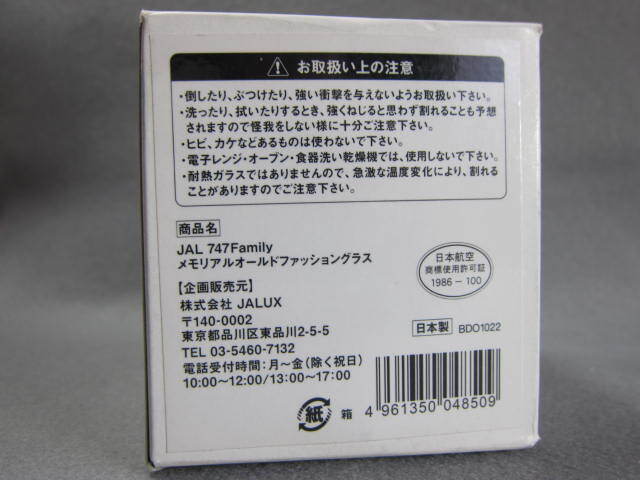 お取扱い上の注意
・倒したり、ぶつけたり、強い衝撃を与えないようお取扱い下さい。
・洗ったり、拭いたりするとき、強くねじると思わず割れることも予想
されますので怪我をしない様に十分ご注意下さい。
・ヒビ、カケなどあるものは使わないで下さい。
・電子レンジ・オーブン・食器洗い乾燥機では、使用しないで下さい。
・耐熱ガラスではありませんので、急激な温度変化により、割れる
ことがありますのでご注意下さい。
商品名
JAL 747Family
メモリアルオールドファッショングラス
【企画販売元】
株式会社 JALUX
〒140-0002
東京都品川区東品川2-5-5
TEL 03-5460-7132
電話受付時間：月〜金（除く祝日）
10:00〜12:00/13:00〜17:00
日本航空
商標使用許可証
1986－100
日本製 BDO1022
紙 箱
4 961350 048509